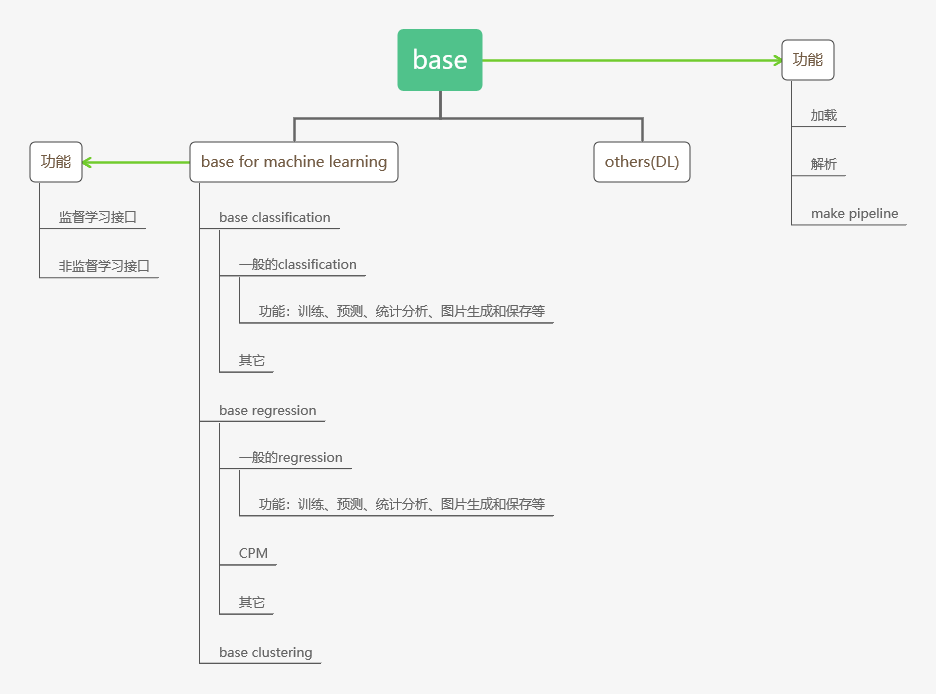 base
功能
加载
解析
make pipeline
功能
监督学习接口
非监督学习接口
base for machine learning
others(DL)
base classification
一般的classification
功能：训练、预测、统计分析、图片生成和保存等
其它
base regression
一般的regression
功能：训练、预测、统计分析、图片生成和保存等
CPM
其它
base clustering